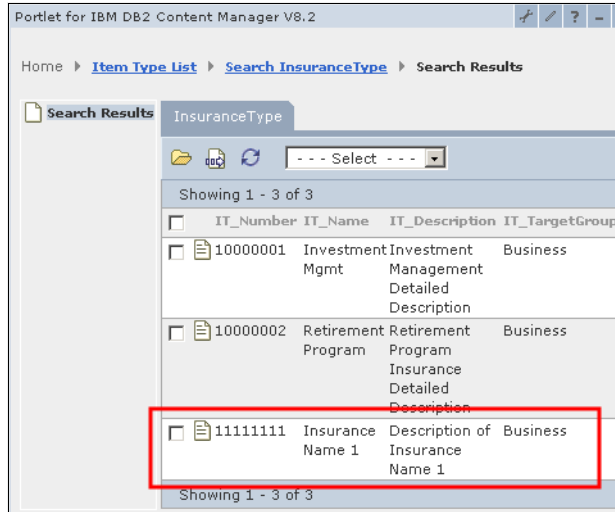 Portlet for IBM DB2 Content Manager V8.2
Home Item Type List Search InsuranceType Search Results
Search Results
InsuranceType
- - - Select - - -
Showing 1 - 3 of 3
IT_Number IT_Name IT_Description IT_TargetGroup
10000001 Investment Investment Business
Mgmt Management
Detailed
Description
10000002 Retirement Retirement Business
Program Program
Insurance
Detailed
Description
11111111 Insurance Description of Business
Name 1 Insurance
Name 1
Showing 1 - 3 of 3